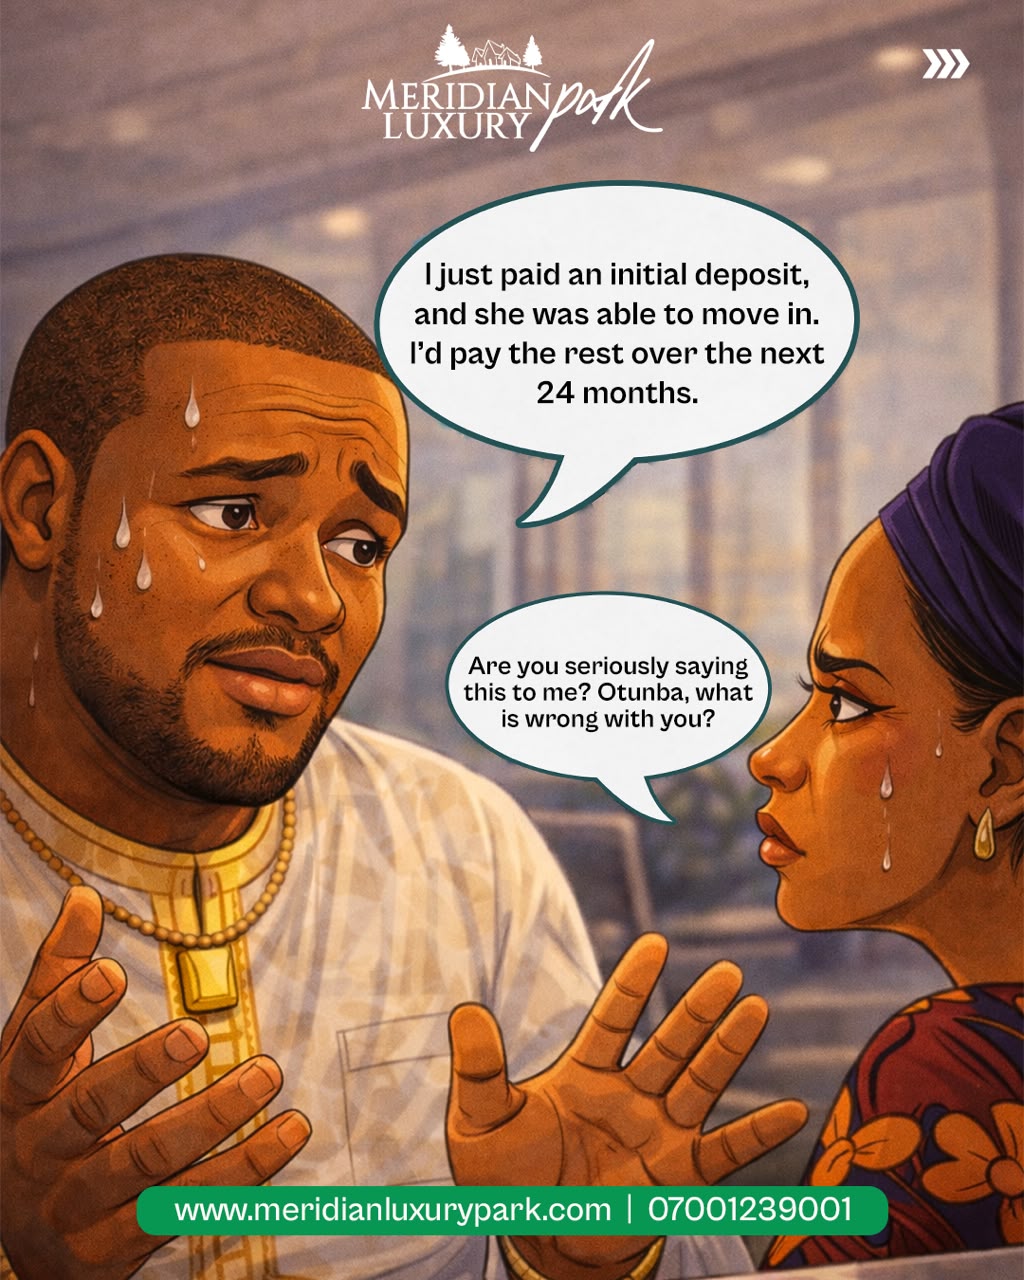 MERIDIAN park
LUXURY
I just paid an initial deposit,
and she was able to move in.
I'd pay the rest over the next
24 months.
Are you seriously saying
this to me? Otunba, what
is wrong with you?
www.meridianluxurypark.com | 07001239001